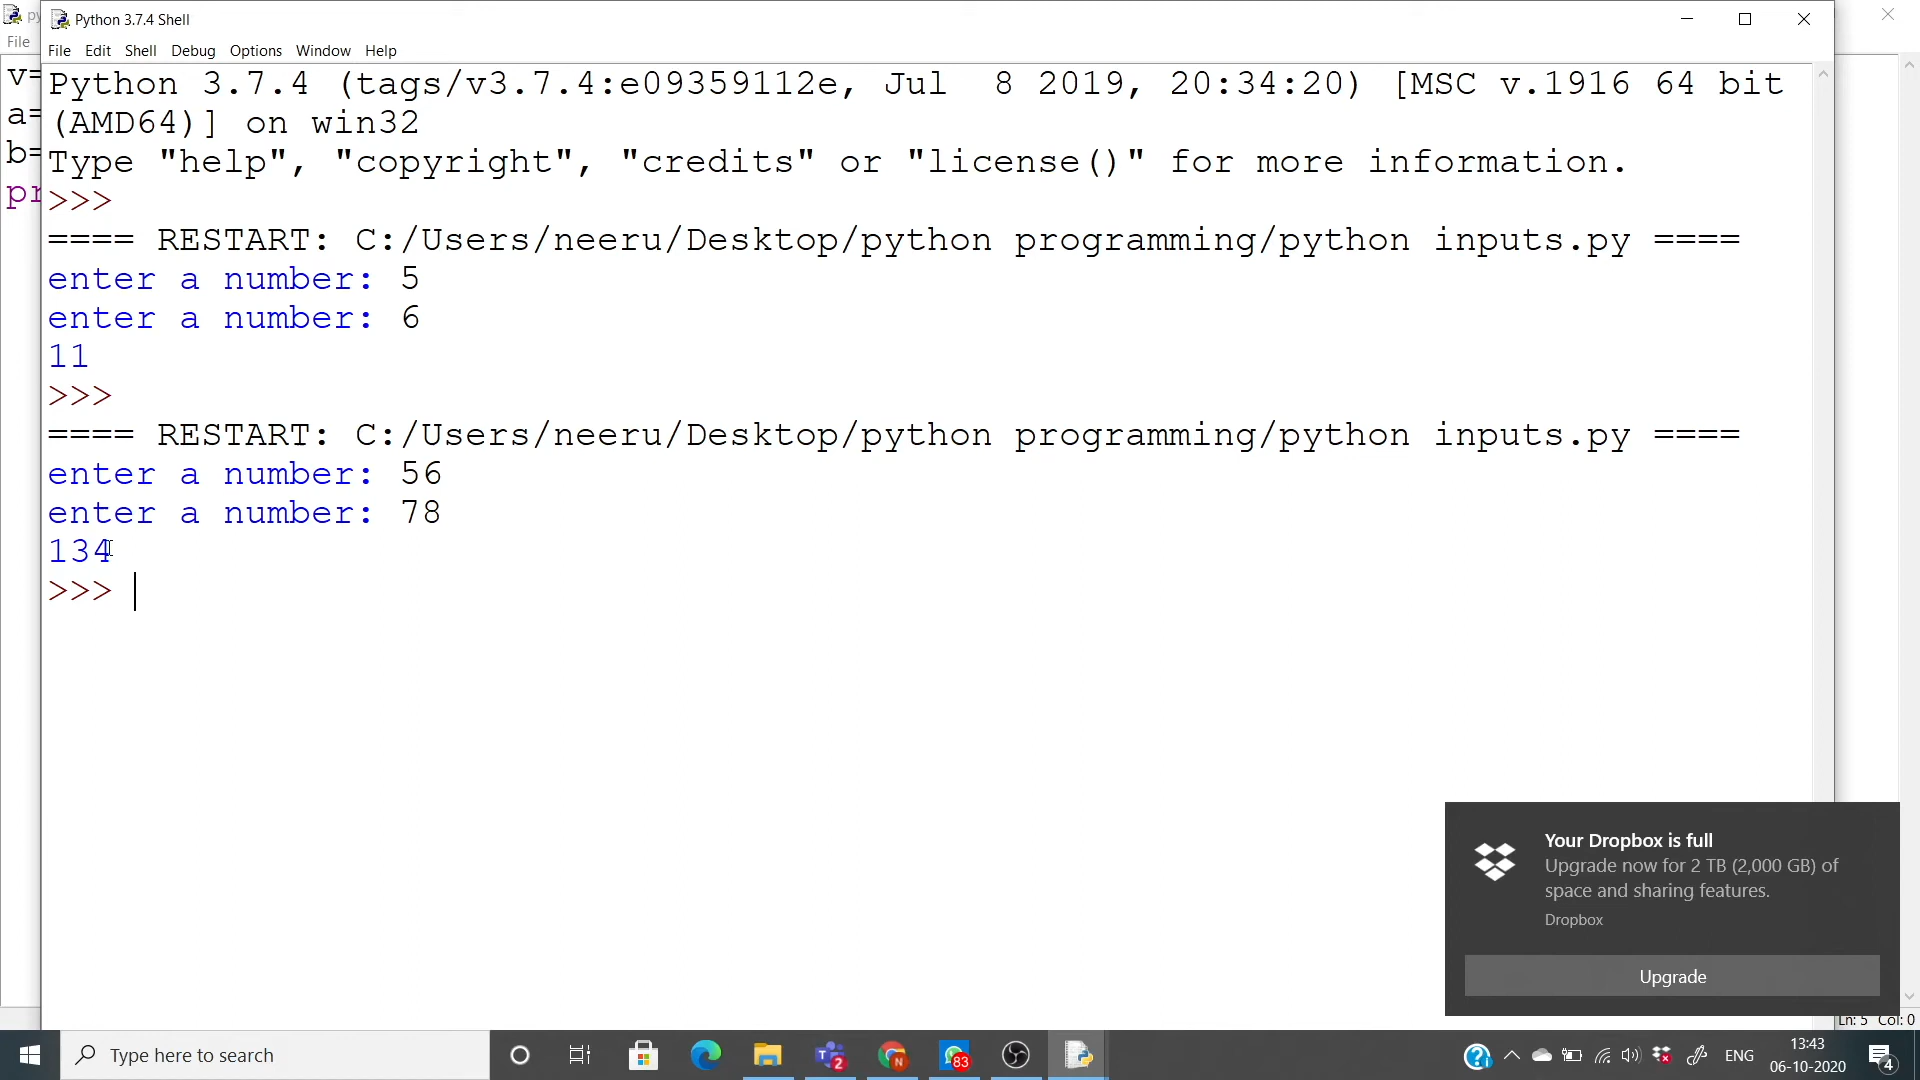 Python 3.7.4 Shell
File Edit Shell Debug Options Window Help
File
v=
a=
b=
pr
Python 3.7.4 (tags/v3.7.4:e09359112e, Jul  8 2019, 20:34:20) [MSC v.1916 64 bit
(AMD64)] on win32
Type "help", "copyright", "credits" or "license()" for more information.
>>>
==== RESTART: C:/Users/neeru/Desktop/python programming/python inputs.py ====
enter a number: 5
enter a number: 6
11
>>>
==== RESTART: C:/Users/neeru/Desktop/python programming/python inputs.py ====
enter a number: 56
enter a number: 78
134
>>>
Your Dropbox is full
Upgrade now for 2 TB (2,000 GB) of
space and sharing features.
Dropbox
Upgrade
Ln: 5 Col: 0
Type here to search
2
83
ENG
13:43
06-10-2020
4